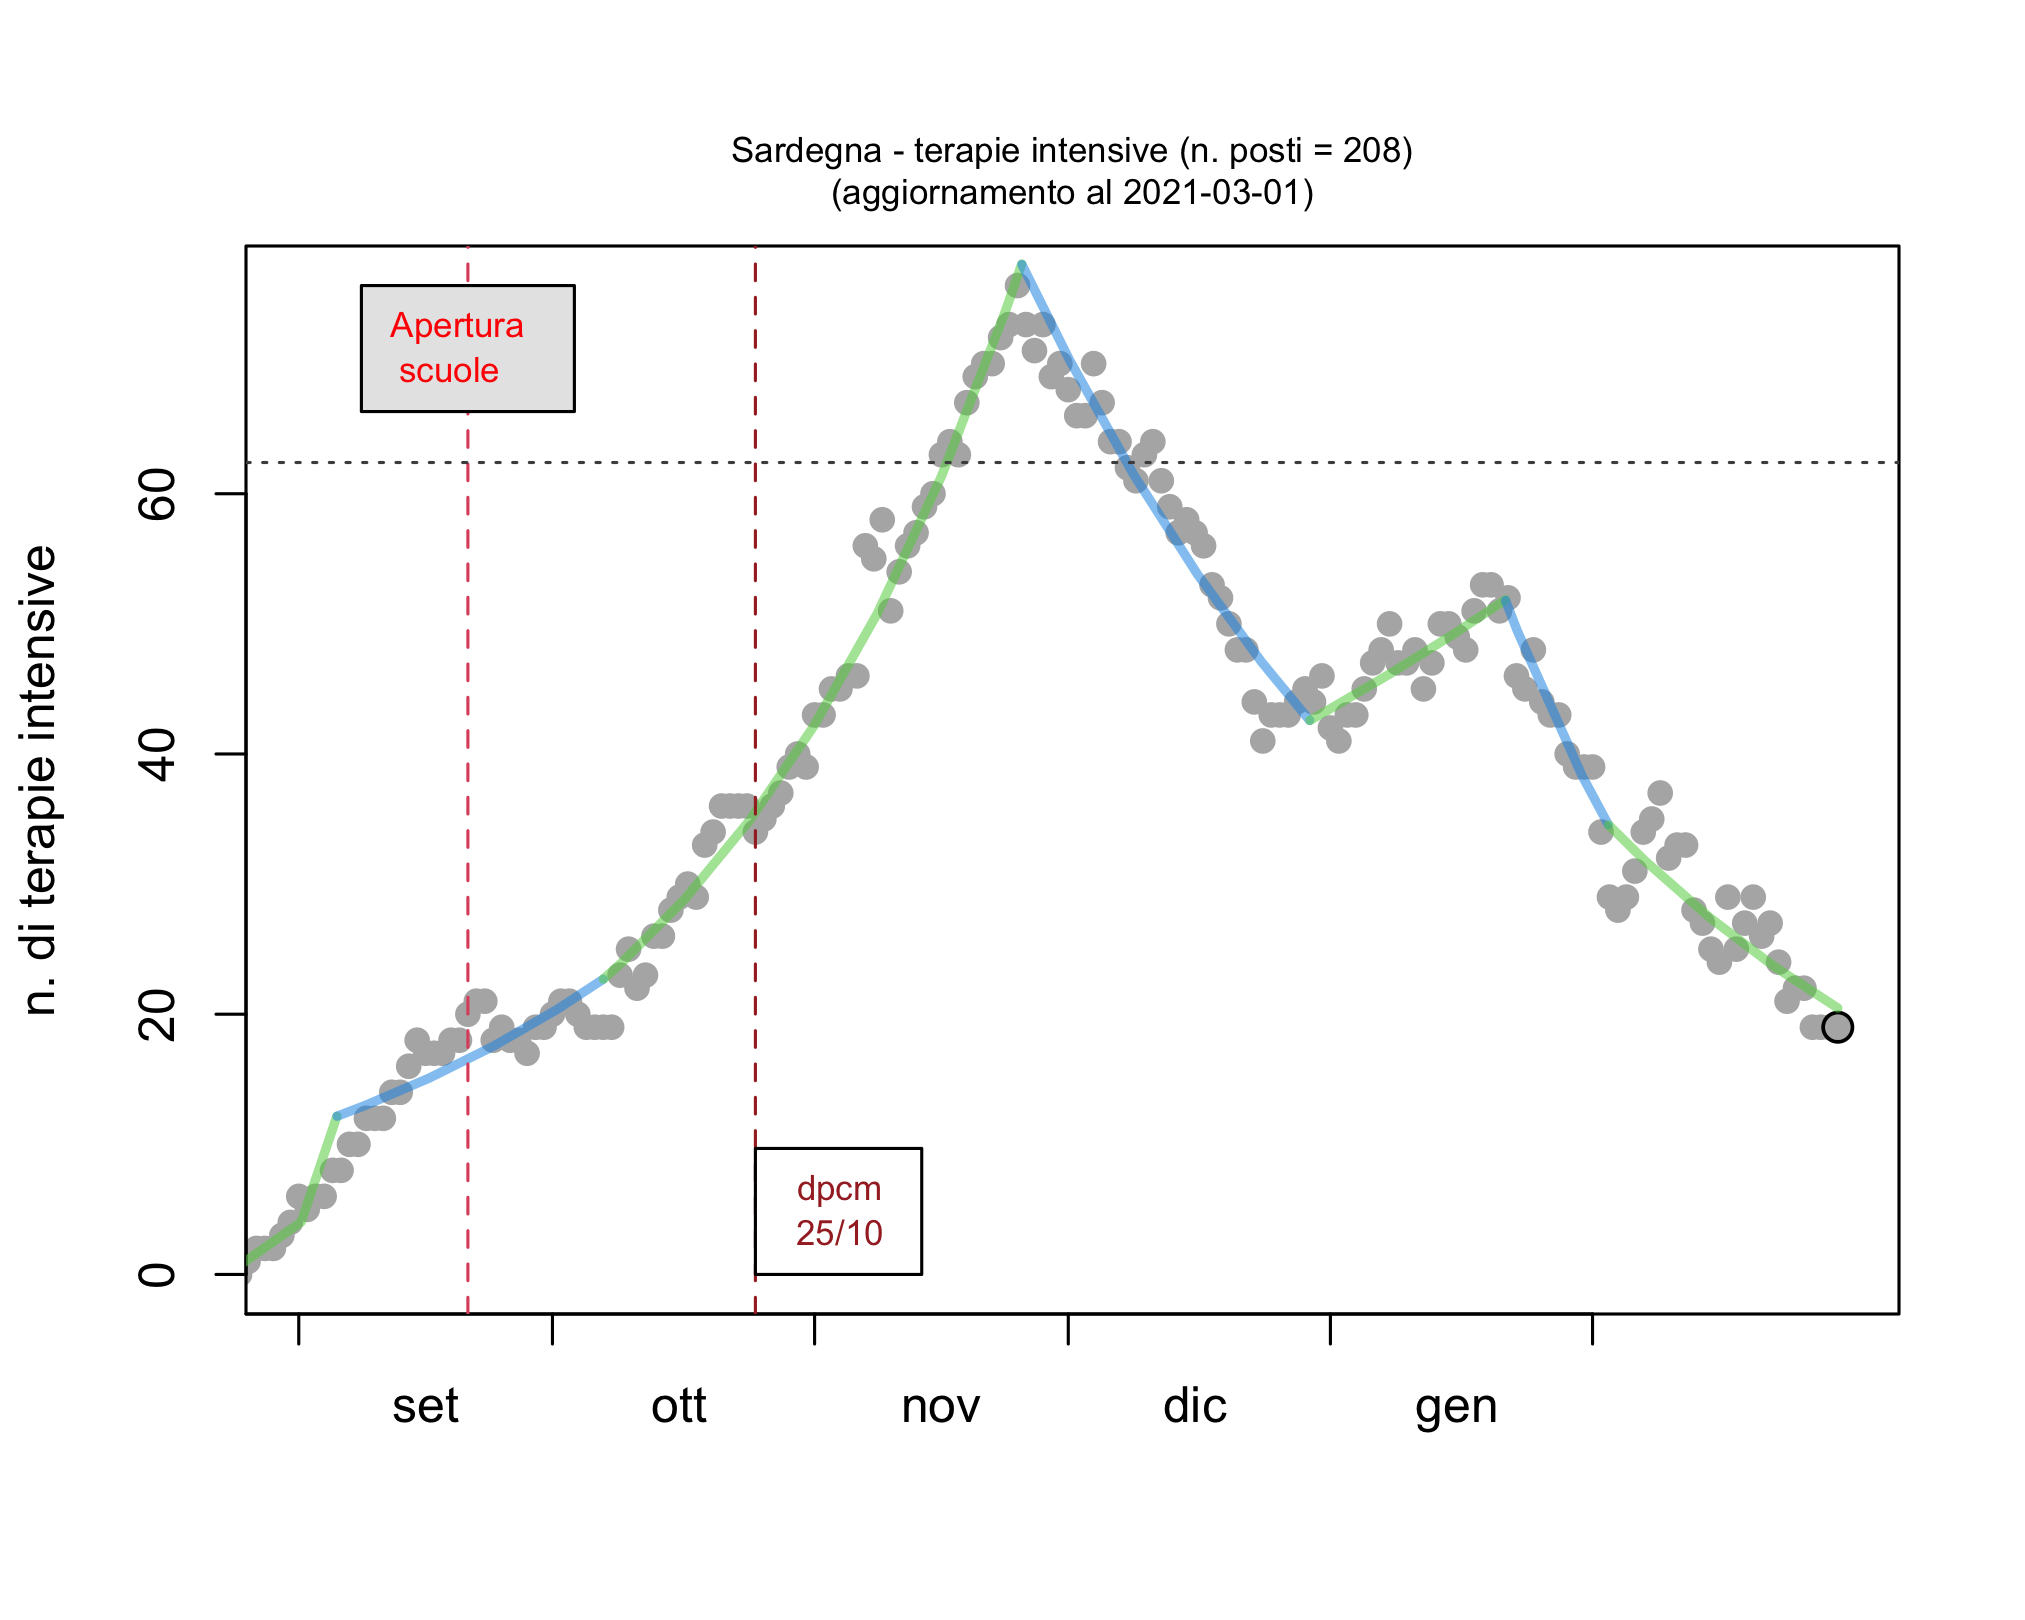 Sardegna - terapie intensive (n. posti = 208)
(aggiornamento al 2021-03-01)
Apertura
scuole
n. di terapie intensive
60
40
20
0
dpcm
25/10
set ott nov dic gen